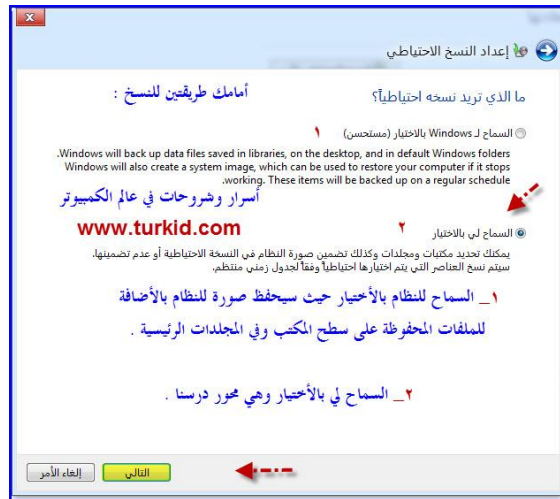 إعداد النسخ الاحتياطي
ما الذي تريد نسخه احتياطياً؟
أمامك طريقتين للنسخ :
السماح لـ Windows بالاختيار (مستحسن)
١
Windows will back up data files saved in libraries, on the desktop, and in default Windows folders.
Windows will also create a system image, which can be used to restore your computer if it stops
working. These items will be backed up on a regular schedule.
أسرار وشروحات في عالم الكمبيوتر
www.turkid.com
السماح لي بالاختيار
٢
يمكنك تحديد مكتبات ومجلدات وكذلك تضمين صورة النظام في النسخة الاحتياطية أو عدم تضمينها.
سيتم نسخ العناصر التي يتم اختيارها احتياطياً وفقاً لجدول زمني منتظم.
١_ السماح للنظام بالأختيار حيث سيحفظ صورة للنظام بالأضافة
للملفات المحفوظة على سطح المكتب وفي المجلدات الرئيسية .
٢_ السماح لي بالأختيار وهي محور درسنا .
التالي
إلغاء الأمر